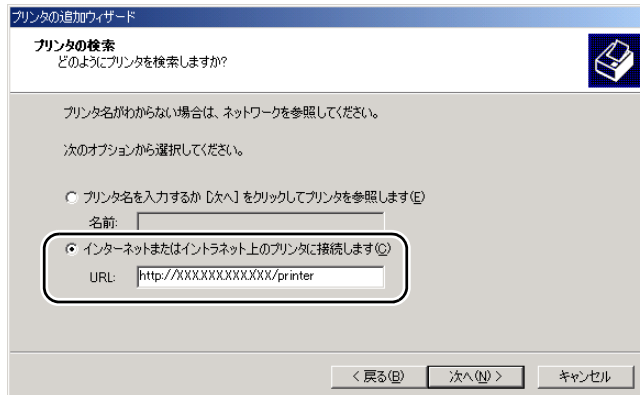 プリンタの追加ウィザード
プリンタの検索
どのようにプリンタを検索しますか?
プリンタ名がわからない場合は、ネットワークを参照してください。
次のオプションから選択してください。
プリンタ名を入力するか [次へ] をクリックしてプリンタを参照します(E)
名前:
インターネットまたはイントラネット上のプリンタに接続します(C)
URL: http://XXX.XXX.XXX.XXX/printer
< 戻る(B) 次へ(N) > キャンセル